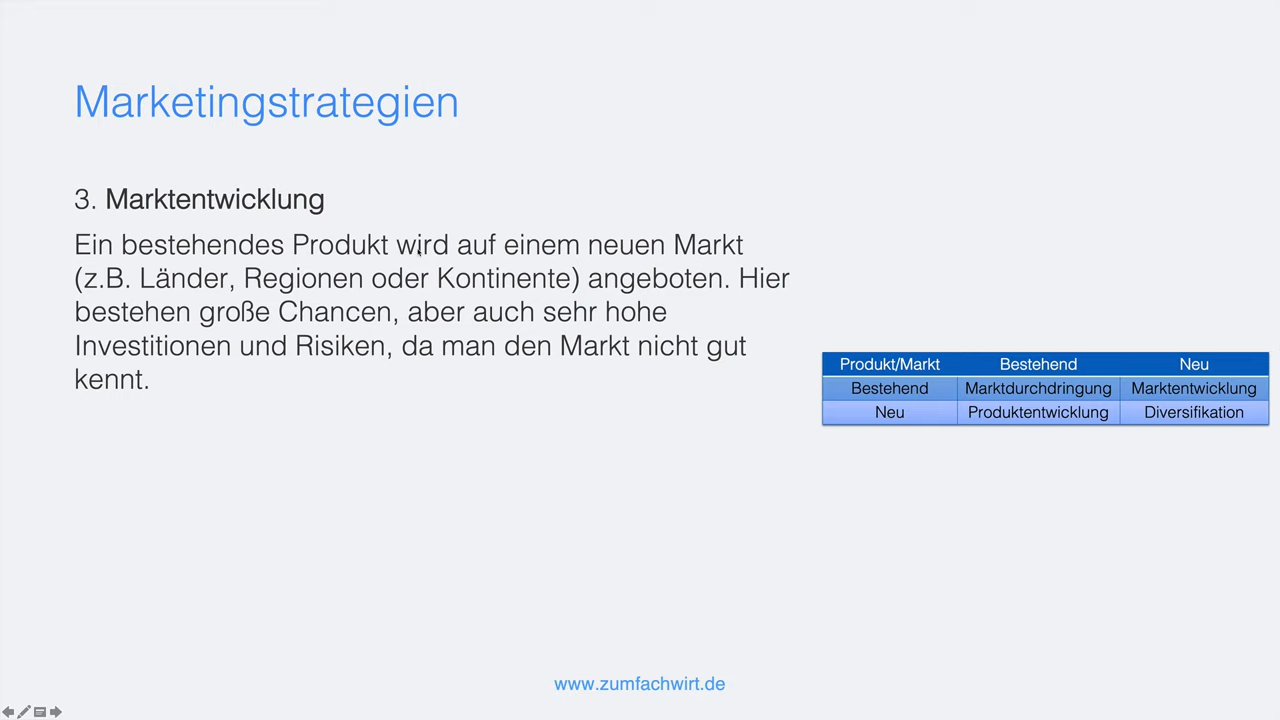 Marketingstrategien
3. Marktentwicklung
Ein bestehendes Produkt wird auf einem neuen Markt
(z.B. Länder, Regionen oder Kontinente) angeboten. Hier
bestehen große Chancen, aber auch sehr hohe
Investitionen und Risiken, da man den Markt nicht gut
kennt.
Produkt/Markt Bestehend Neu
Bestehend Marktdurchdringung Marktentwicklung
Neu Produktentwicklung Diversifikation
www.zumfachwirt.de